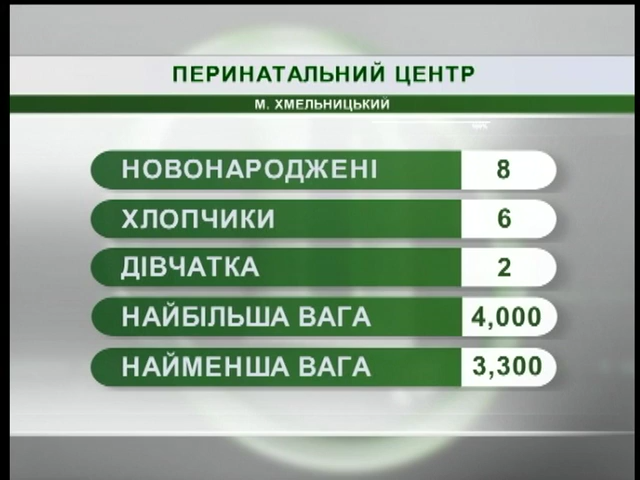 ПЕРИНАТАЛЬНИЙ ЦЕНТР
М. ХМЕЛЬНИЦЬКИЙ
НОВОНАРОДЖЕНІ 8
ХЛОПЧИКИ 6
ДІВЧАТКА 2
НАЙБІЛЬША ВАГА 4,000
НАЙМЕНША ВАГА 3,300